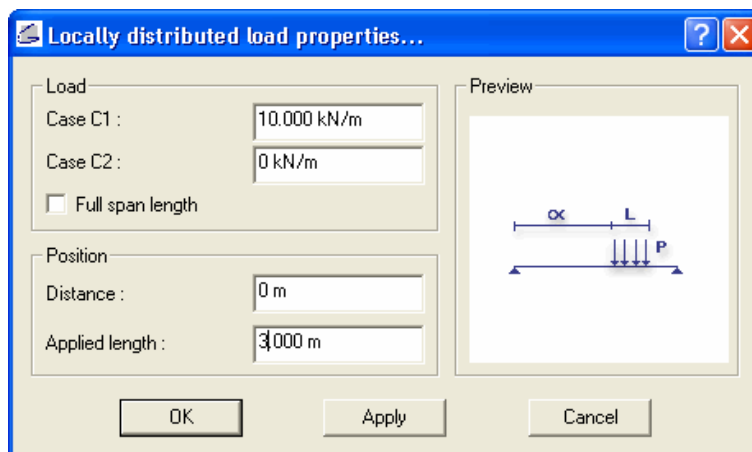 Locally distributed load properties...
Load
Case C1 :
10.000 kN/m
Case C2 :
0 kN/m
Full span length
Position
Distance :
0 m
Applied length :
3.000 m
Preview
α L
P
OK Apply Cancel